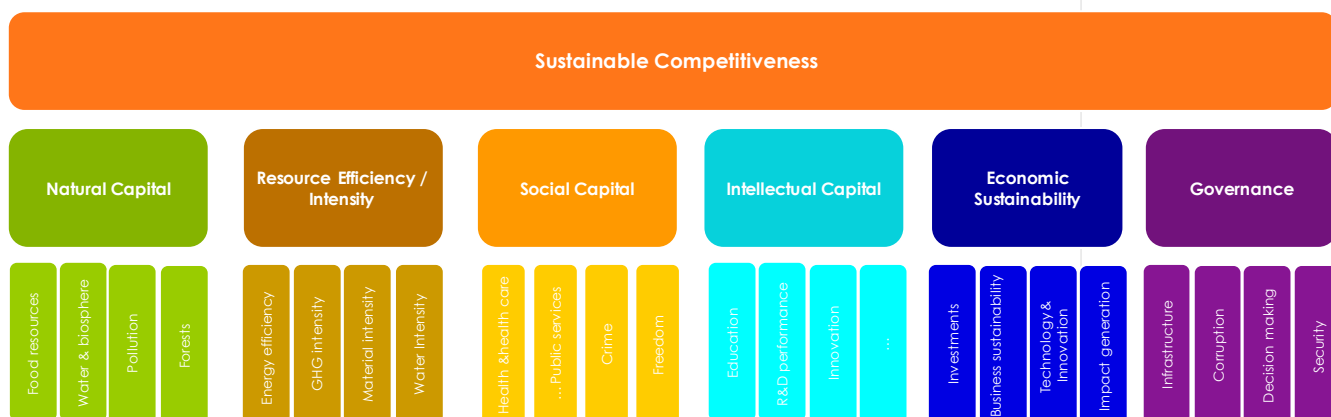 Sustainable Competitiveness
Natural Capital
Resource Efficiency /
Intensity
Social Capital
Intellectual Capital
Economic
Sustainability
Governance
Food resources
Water & biosphere
Pollution
Forests
Energy efficiency
GHG intensity
Material intensity
Water Intensity
Health &health care
…Public services
Crime
Freedom
Education
R&D performance
Innovation
…
Investments
Business sustainability
Technology &
Innovation
Impact generation
Infrastructure
Corruption
Decision making
Security